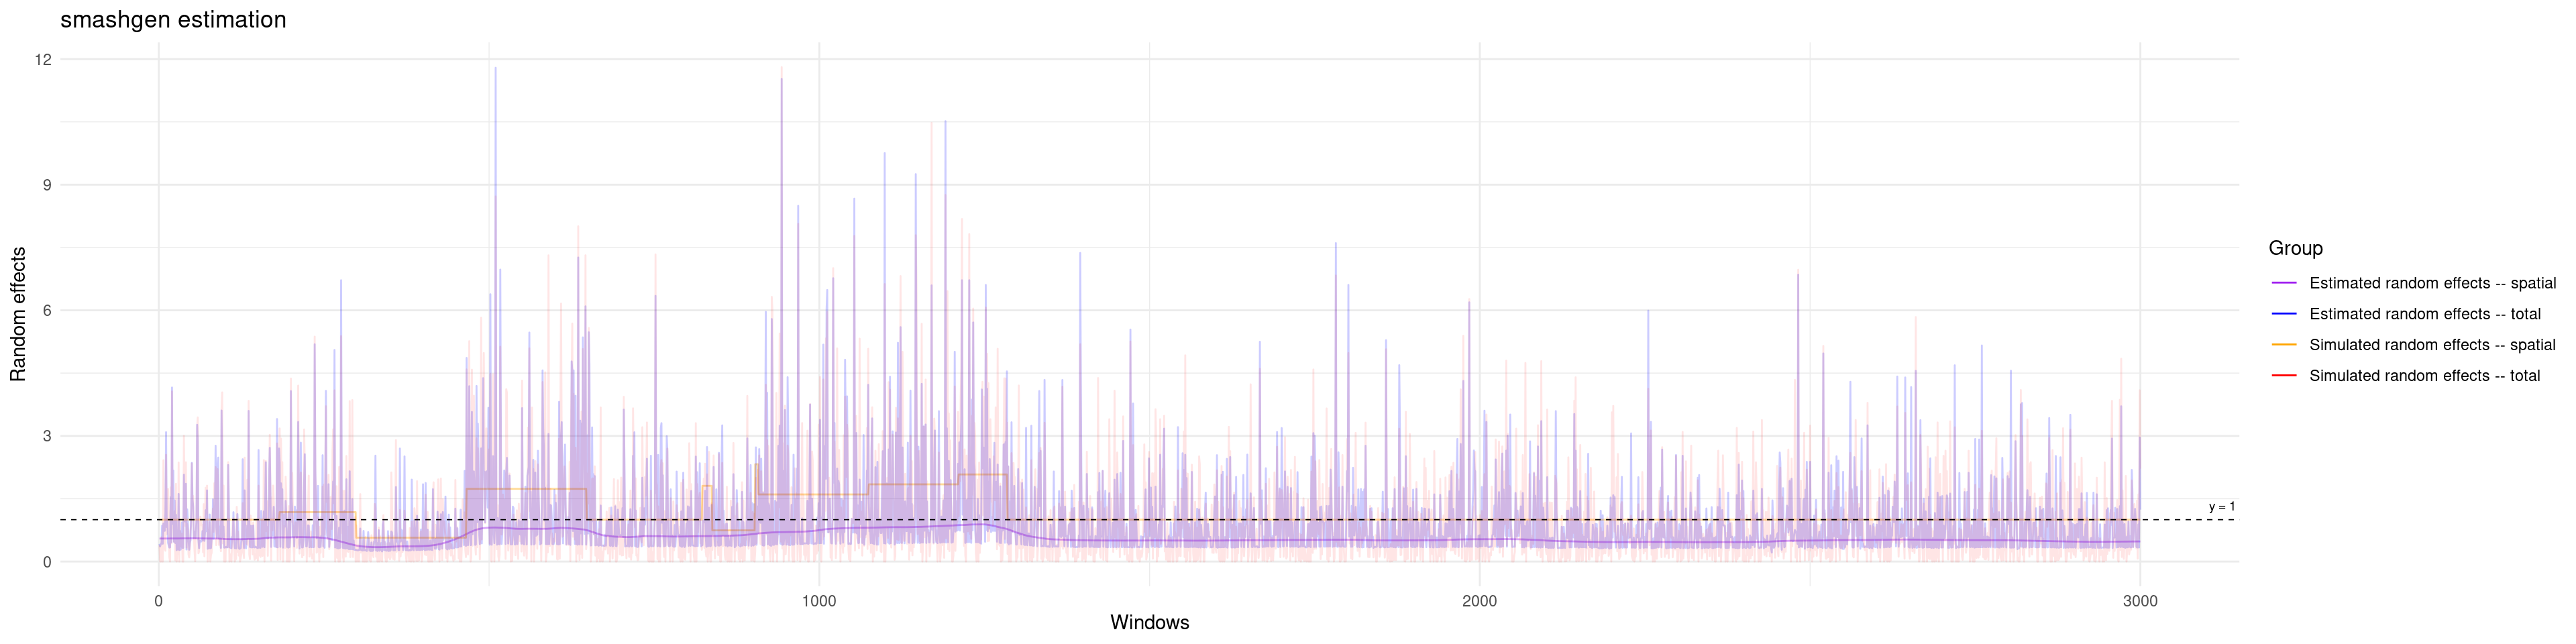 smashgen estimation
12
9
6
3
0
Random effects
y = 1
0
1000
2000
3000
Windows
Group
Estimated random effects -- spatial
Estimated random effects -- total
Simulated random effects -- spatial
Simulated random effects -- total